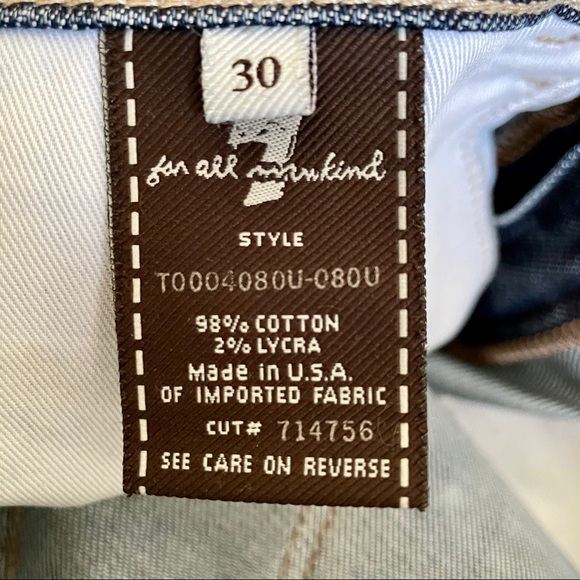 30
7
for all mankind
STYLE
T0004080U-080U
98% COTTON
2% LYCRA
Made in U.S.A.
OF IMPORTED FABRIC
CUT# 714756
SEE CARE ON REVERSE